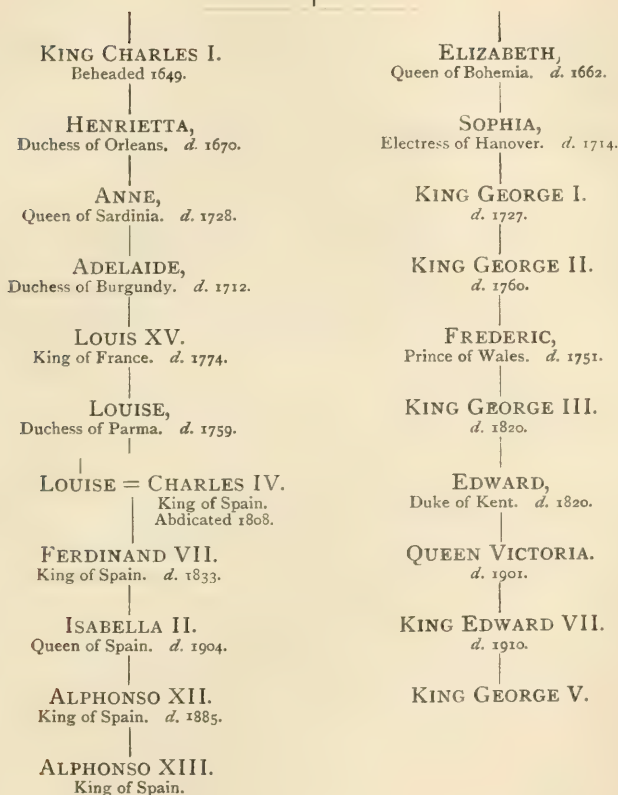 KING CHARLES I.
Beheaded 1649.
HENRIETTA,
Duchess of Orleans. d. 1670.
ANNE,
Queen of Sardinia. d. 1728.
ADELAIDE,
Duchess of Burgundy. d. 1712.
LOUIS XV.
King of France. d. 1774.
LOUISE,
Duchess of Parma. d. 1759.
LOUISE = CHARLES IV.
King of Spain.
Abdicated 1808.
FERDINAND VII.
King of Spain. d. 1833.
ISABELLA II.
Queen of Spain. d. 1904.
ALPHONSO XII.
King of Spain. d. 1885.
ALPHONSO XIII.
King of Spain.
ELIZABETH,
Queen of Bohemia. d. 1662.
SOPHIA,
Electress of Hanover. d. 1714.
KING GEORGE I.
d. 1727.
KING GEORGE II.
d. 1760.
FREDERIC,
Prince of Wales. d. 1751.
KING GEORGE III.
d. 1820.
EDWARD,
Duke of Kent. d. 1820.
QUEEN VICTORIA.
d. 1901.
KING EDWARD VII.
d. 1910.
KING GEORGE V.